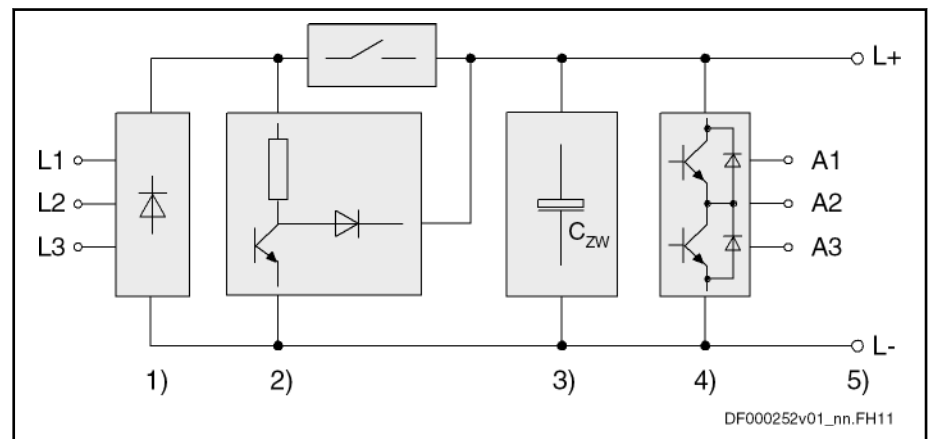 L+
L1
L2
L3
C_ZW
A1
A2
A3
L-
1)
2)
3)
4)
5)
DF000252v01_nn.FH11